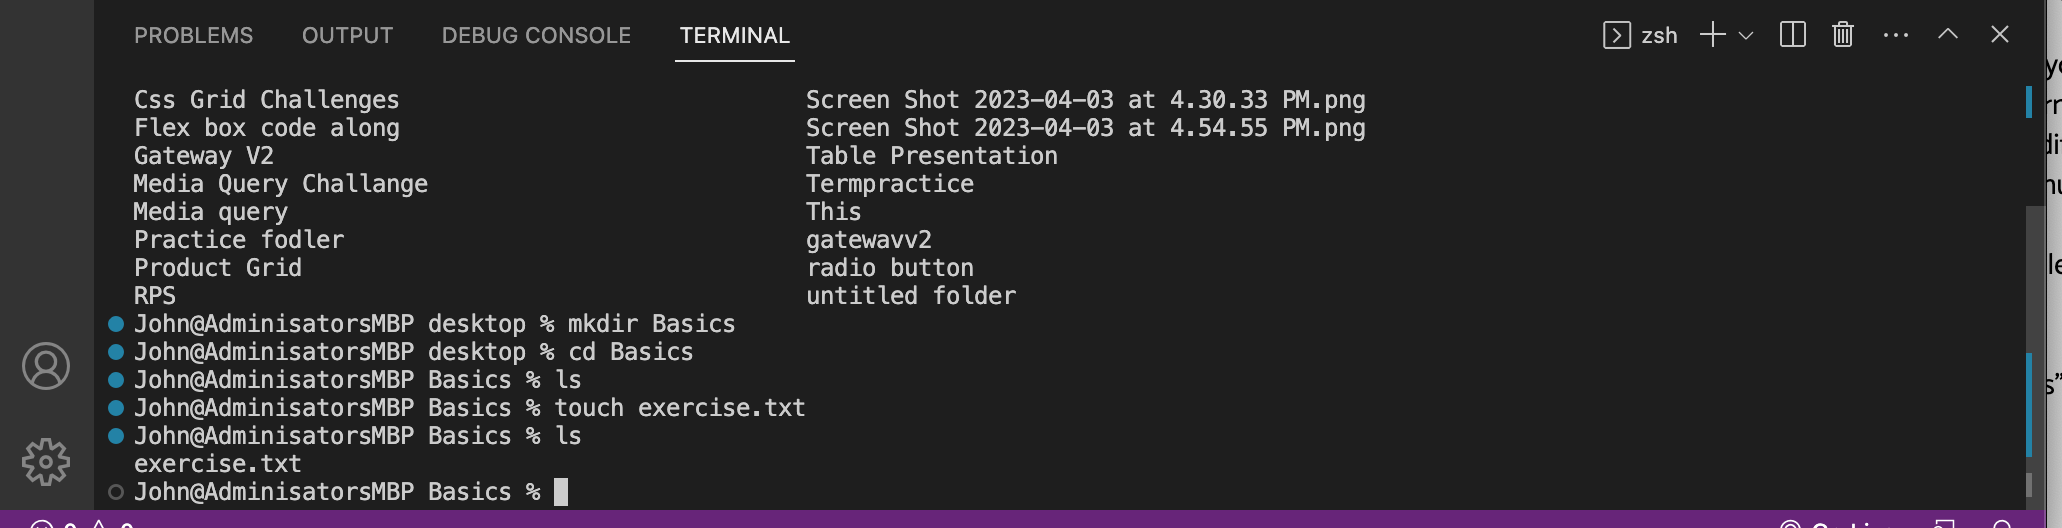 PROBLEMS OUTPUT DEBUG CONSOLE TERMINAL zsh
Css Grid Challenges Screen Shot 2023-04-03 at 4.30.33 PM.png
Flex box code along Screen Shot 2023-04-03 at 4.54.55 PM.png
Gateway V2 Table Presentation
Media Query Challange Termpractice
Media query This
Practice fodler gatewavv2
Product Grid radio button
RPS untitled folder
John@AdminisatorsMBP desktop % mkdir Basics
John@AdminisatorsMBP desktop % cd Basics
John@AdminisatorsMBP Basics % ls
John@AdminisatorsMBP Basics % touch exercise.txt
John@AdminisatorsMBP Basics % ls
exercise.txt
John@AdminisatorsMBP Basics %